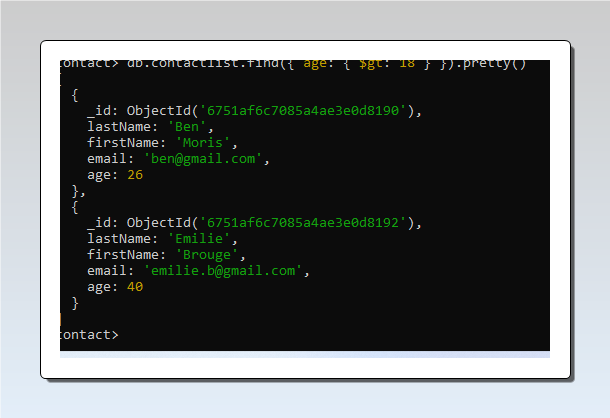 contact> db.contactlist.find({ age: { $gt: 18 } }).pretty()
[
{
_id: ObjectId('6751af6c7085a4ae3e0d8190'),
lastName: 'Ben',
firstName: 'Moris',
email: 'ben@gmail.com',
age: 26
},
{
_id: ObjectId('6751af6c7085a4ae3e0d8192'),
lastName: 'Emilie',
firstName: 'Brouge',
email: 'emilie.b@gmail.com',
age: 40
}
]
contact>